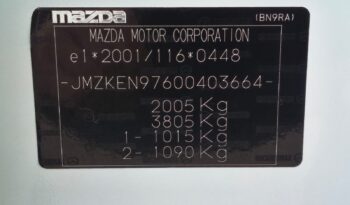 mazda (BN9RA)
MAZDA MOTOR CORPORATION
e1*2001/116*0448
-JMZKEN97600403664-
2005 Kg
3805 Kg
1- 1015 Kg
2- 1090 Kg